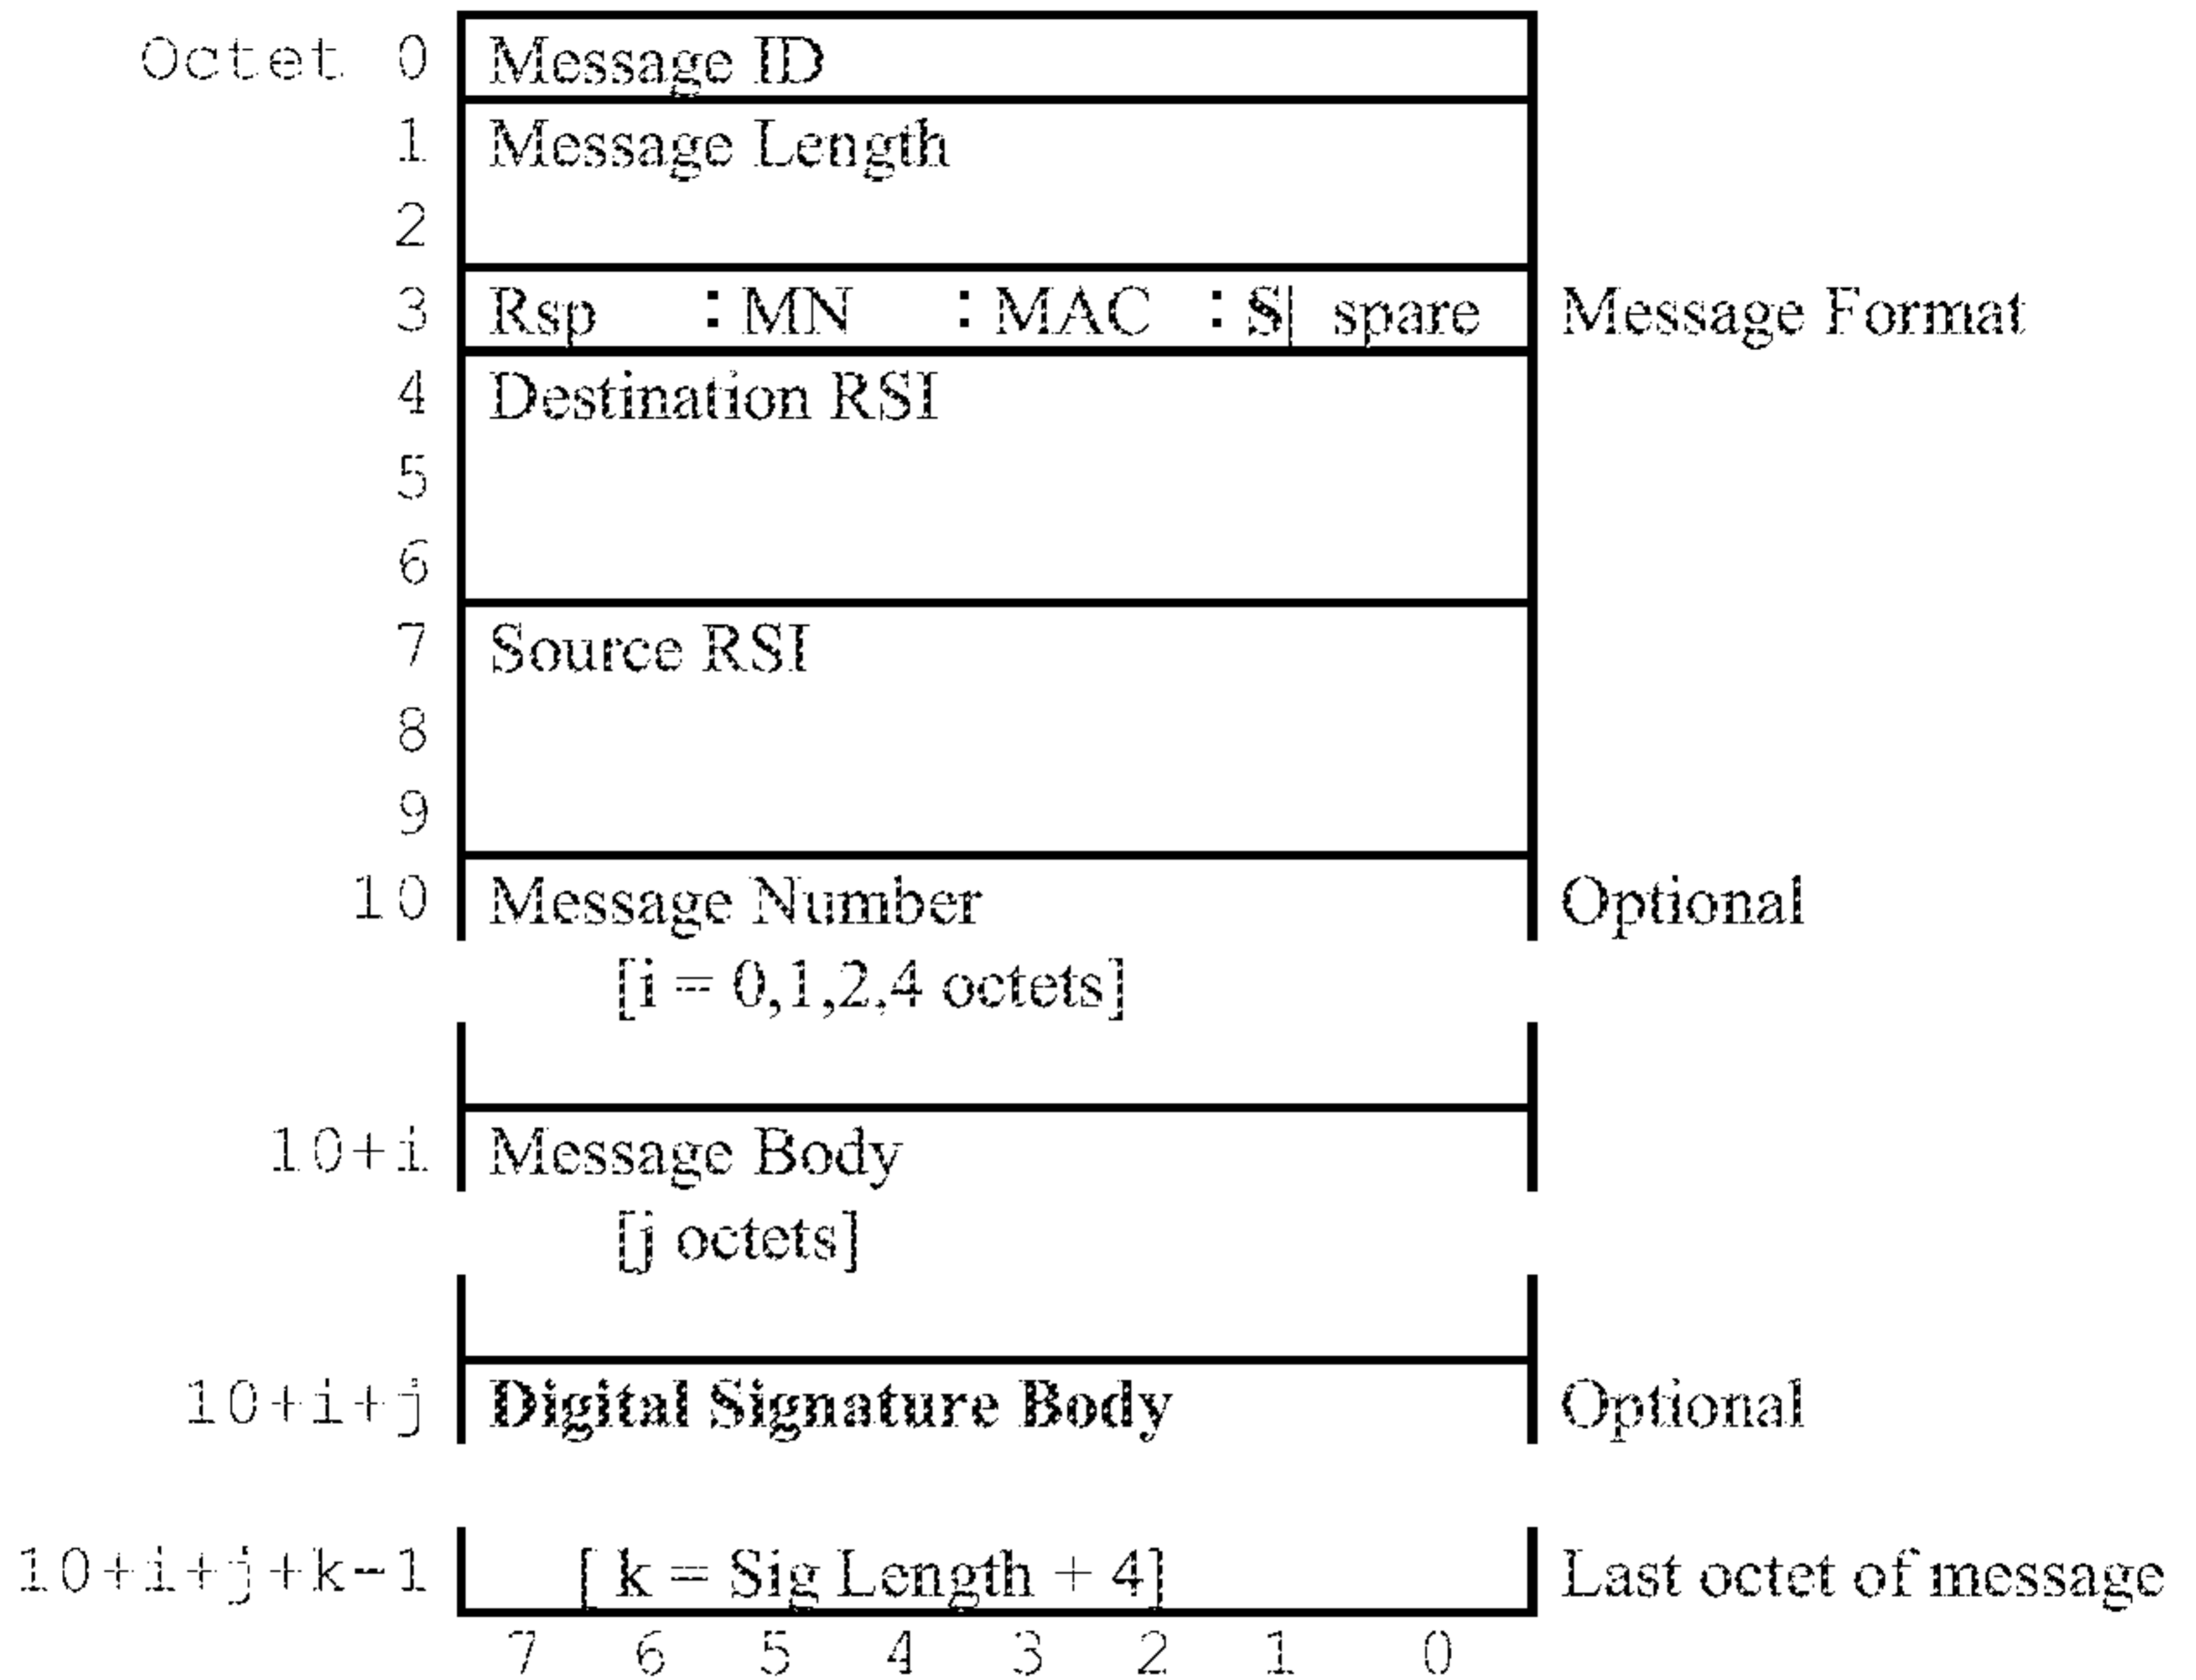 Octet 0 Message ID
1 Message Length
2
3 Rsp : MN : MAC : S| spare Message Format
4 Destination RSI
5
6
7 Source RSI
8
9
10 Message Number Optional
[i = 0,1,2,4 octets]
10+i Message Body
[j octets]
10+i+j Digital Signature Body Optional
10+i+j+k-1 [ k = Sig Length + 4] Last octet of message
7 6 5 4 3 2 1 0